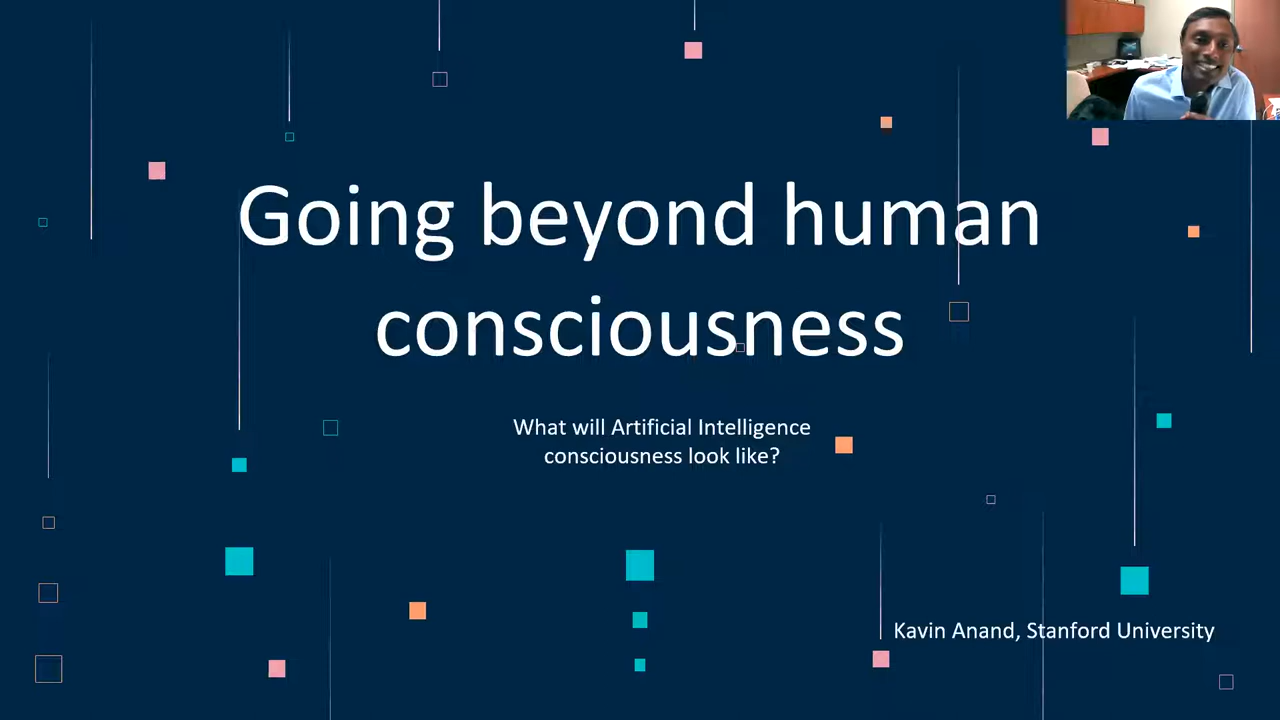 Going beyond human
consciousness
What will Artificial Intelligence
consciousness look like?
Kavin Anand, Stanford University